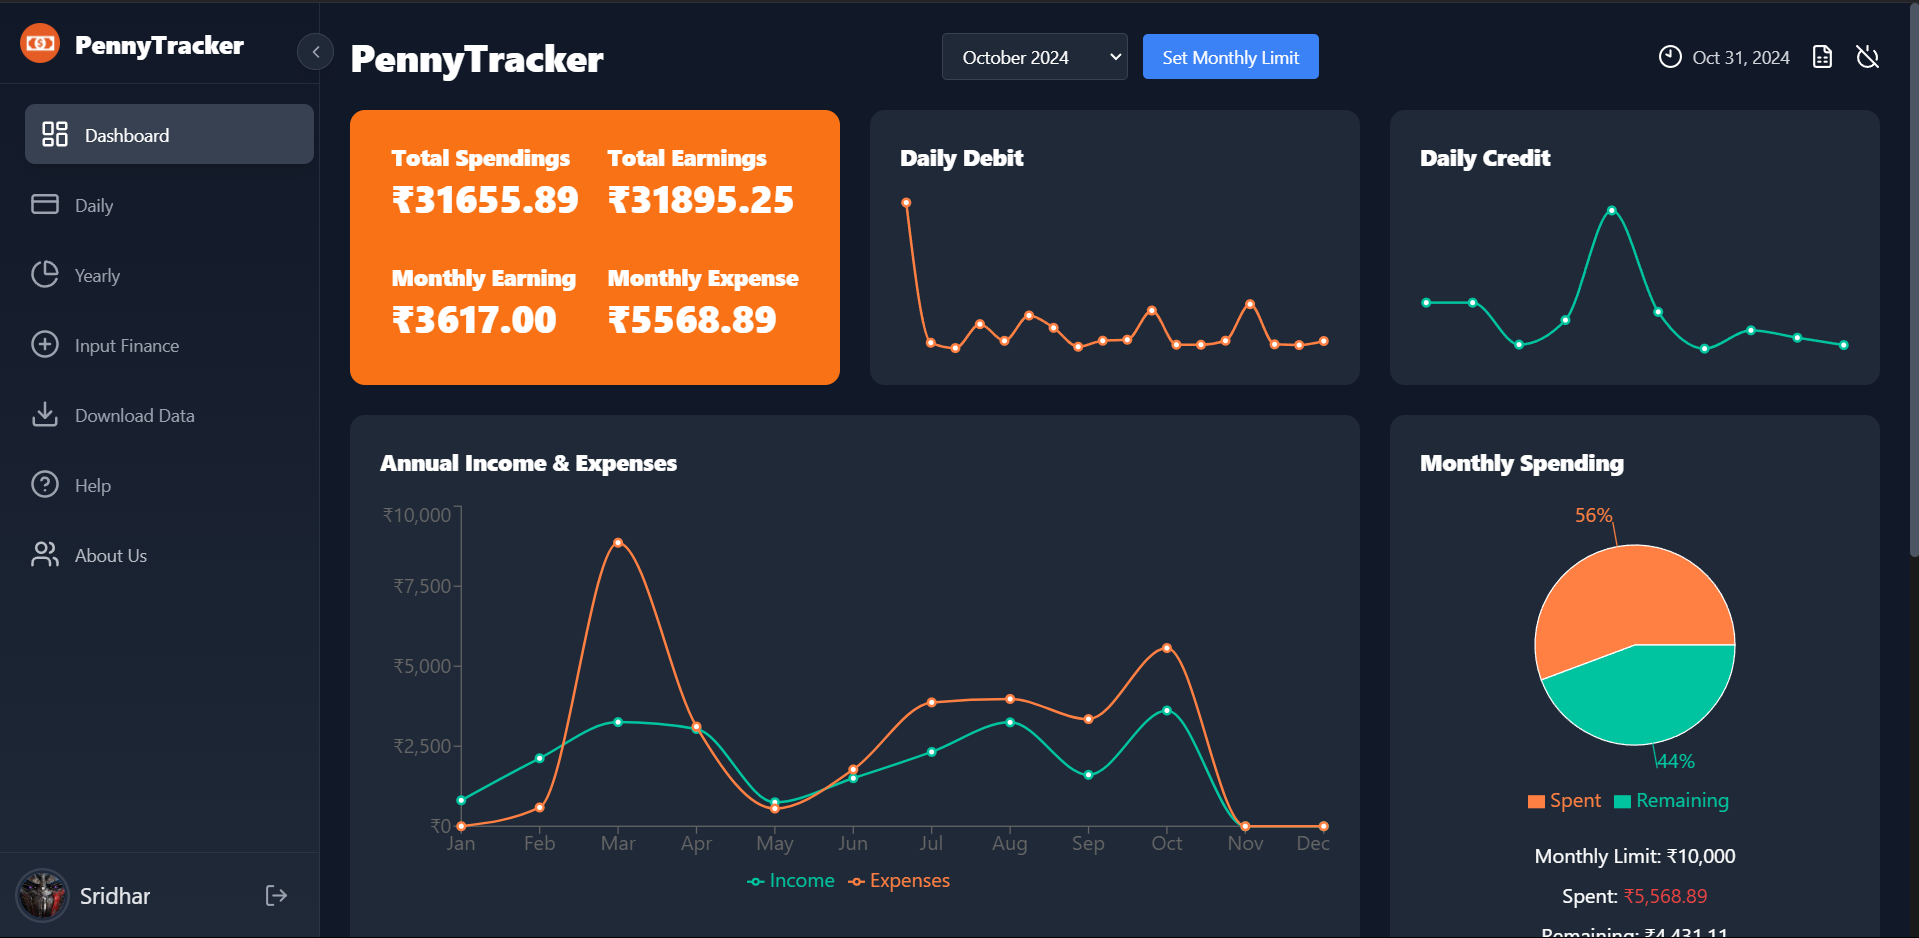 PennyTracker
Dashboard
Daily
Yearly
Input Finance
Download Data
Help
About Us
Sridhar
PennyTracker
October 2024
Set Monthly Limit
Oct 31, 2024
Total Spendings
₹31655.89
Total Earnings
₹31895.25
Monthly Earning
₹3617.00
Monthly Expense
₹5568.89
Daily Debit
Daily Credit
Annual Income & Expenses
₹10,000
₹7,500
₹5,000
₹2,500
₹0
Jan Feb Mar Apr May Jun Jul Aug Sep Oct Nov Dec
Income Expenses
Monthly Spending
56%
44%
Spent Remaining
Monthly Limit: ₹10,000
Spent: ₹5,568.89
Remaining: ₹4,431.11